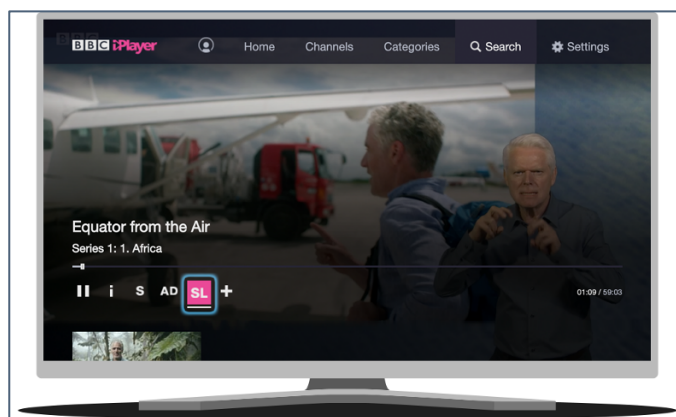 BBC iPlayer Home Channels Categories Search Settings
Equator from the Air
Series 1: 1. Africa
i S AD SL + 01:09 / 59:03